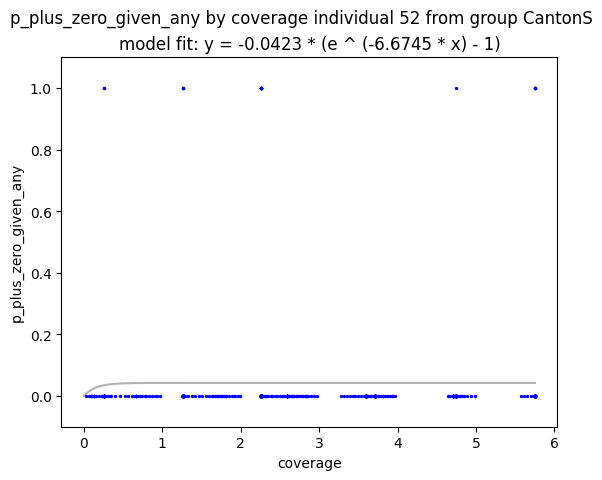 p_plus_zero_given_any by coverage individual 52 from group CantonS
model fit: y = -0.0423 * (e ^ (-6.6745 * x) - 1)
1.0
0.8
0.6
0.4
0.2
0.0
p_plus_zero_given_any
0 1 2 3 4 5 6
coverage